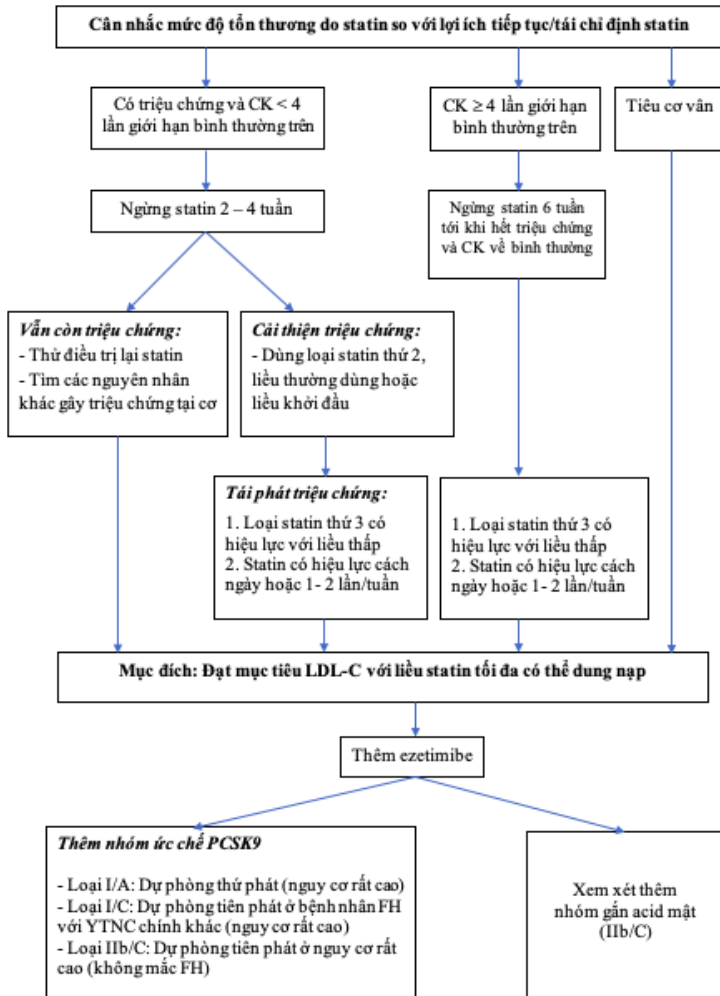 Cân nhắc mức độ tổn thương do statin so với lợi ích tiếp tục/tái chỉ định statin
Có triệu chứng và CK < 4
lần giới hạn bình thường trên
CK ≥ 4 lần giới hạn
bình thường trên
Tiêu cơ vân
Ngừng statin 2 – 4 tuần
Ngừng statin 6 tuần
tới khi hết triệu chứng
và CK về bình thường
Vẫn còn triệu chứng:
- Thử điều trị lại statin
- Tìm các nguyên nhân
khác gây triệu chứng tại cơ
Cải thiện triệu chứng:
- Dùng loại statin thứ 2,
liều thường dùng hoặc
liều khởi đầu
Tái phát triệu chứng:
1. Loại statin thứ 3 có
hiệu lực với liều thấp
2. Statin có hiệu lực cách
ngày hoặc 1- 2 lần/tuần
1. Loại statin thứ 3 có
hiệu lực với liều thấp
2. Statin có hiệu lực cách
ngày hoặc 1- 2 lần/tuần
Mục đích: Đạt mục tiêu LDL-C với liều statin tối đa có thể dung nạp
Thêm ezetimibe
Thêm nhóm ức chế PCSK9
- Loại I/A: Dự phòng thứ phát (nguy cơ rất cao)
- Loại I/C: Dự phòng tiên phát ở bệnh nhân FH
với YTNC chính khác (nguy cơ rất cao)
- Loại IIb/C: Dự phòng tiên phát ở nguy cơ rất
cao (không mắc FH)
Xem xét thêm
nhóm gắn acid mật
(IIb/C)